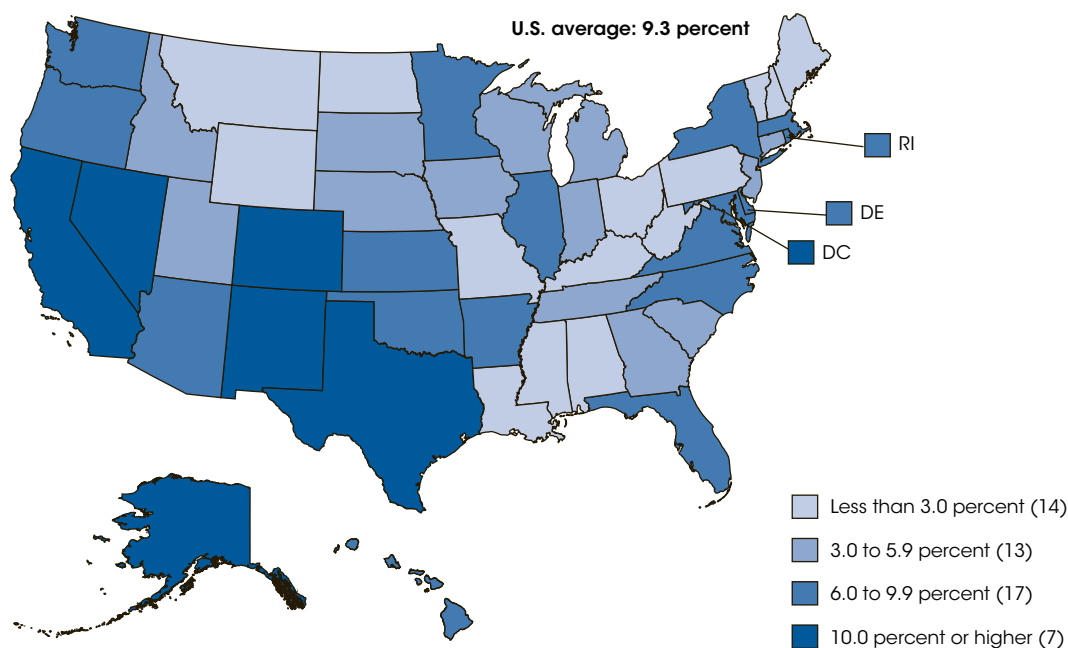 U.S. average: 9.3 percent
RI
DE
DC
Less than 3.0 percent (14)
3.0 to 5.9 percent (13)
6.0 to 9.9 percent (17)
10.0 percent or higher (7)